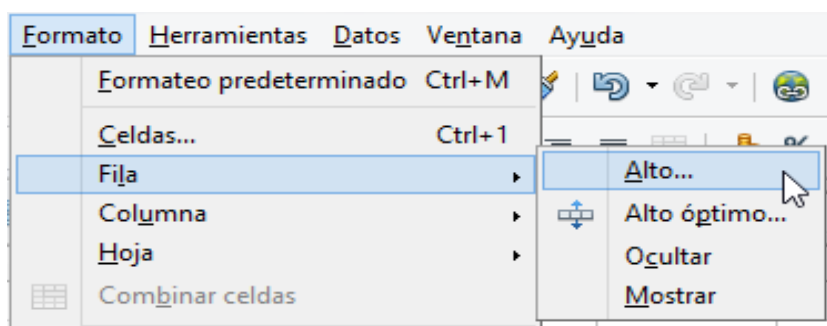 Formato Herramientas Datos Ventana Ayuda
Formateo predeterminado Ctrl+M
Celdas... Ctrl+1
Fila
Columna
Hoja
Combinar celdas
Alto...
Alto óptimo...
Ocultar
Mostrar